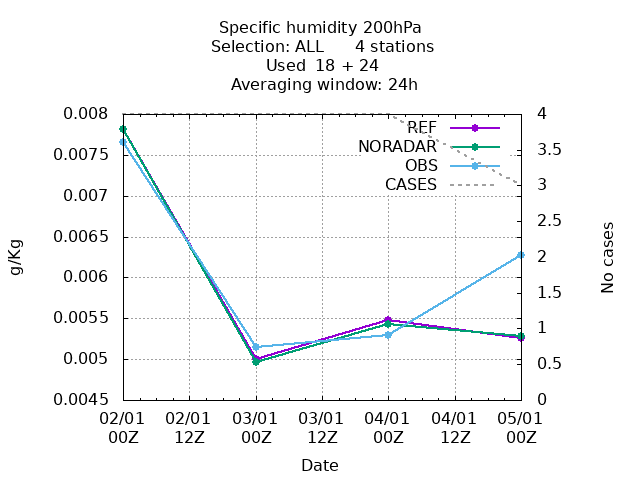 Specific humidity 200hPa
Selection: ALL 4 stations
Used 18 + 24
Averaging window: 24h
0.008
0.0075
0.007
0.0065
0.006
0.0055
0.005
0.0045
g/Kg
REF
NORADAR
OBS
CASES
4
3.5
3
2.5
2
1.5
1
0.5
0
No cases
02/01 02/01 03/01 03/01 04/01 04/01 05/01
00Z 12Z 00Z 12Z 00Z 12Z 00Z
Date